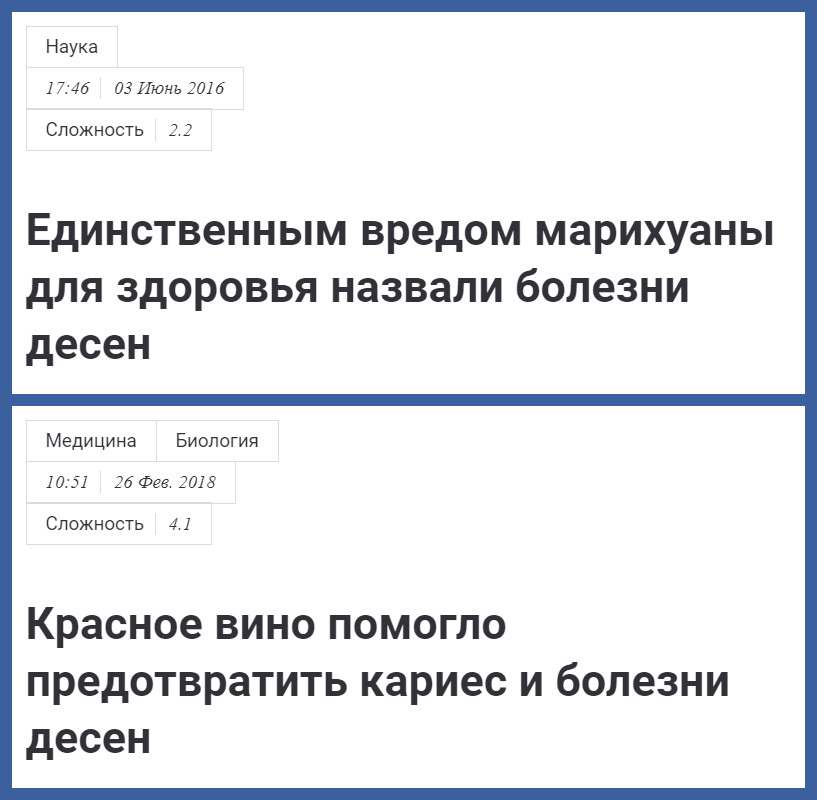 Наука
17:46 03 Июнь 2016
Сложность 2.2
Единственным вредом марихуаны
для здоровья назвали болезни
десен
Медицина Биология
10:51 26 Фев. 2018
Сложность 4.1
Красное вино помогло
предотвратить кариес и болезни
десен